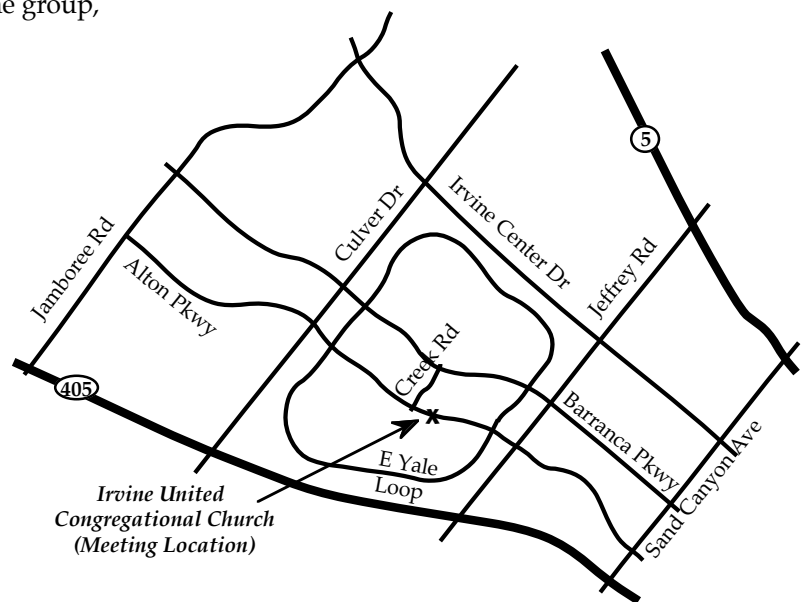 group,
5
Culver Dr
Irvine Center Dr
Jamboree Rd
Jeffrey Rd
Alton Pkwy
Creek Rd
405
Barranca Pkwy
Sand Canyon Ave
x
E Yale
Loop
Irvine United
Congregational Church
(Meeting Location)